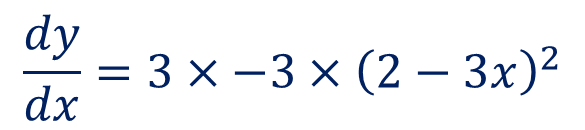 dy/dx = 3 × −3 × (2 − 3x)²